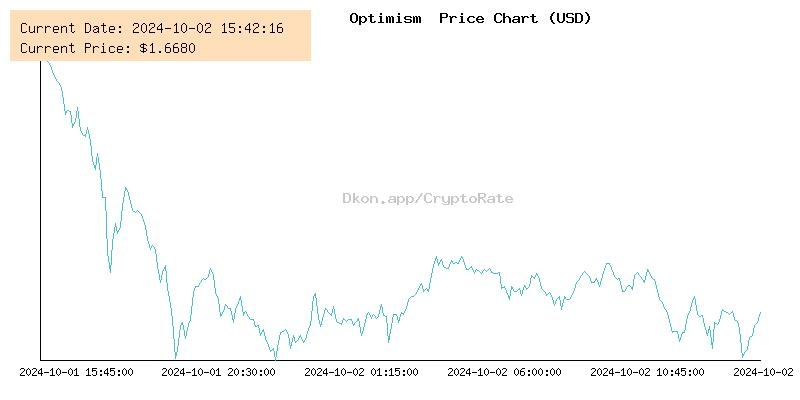 Optimism  Price Chart (USD)
Current Date: 2024-10-02 15:42:16
Current Price: $1.6680
Dkon.app/CryptoRate
2024-10-01 15:45:00 2024-10-01 20:30:00 2024-10-02 01:15:00 2024-10-02 06:00:00 2024-10-02 10:45:00 2024-10-02